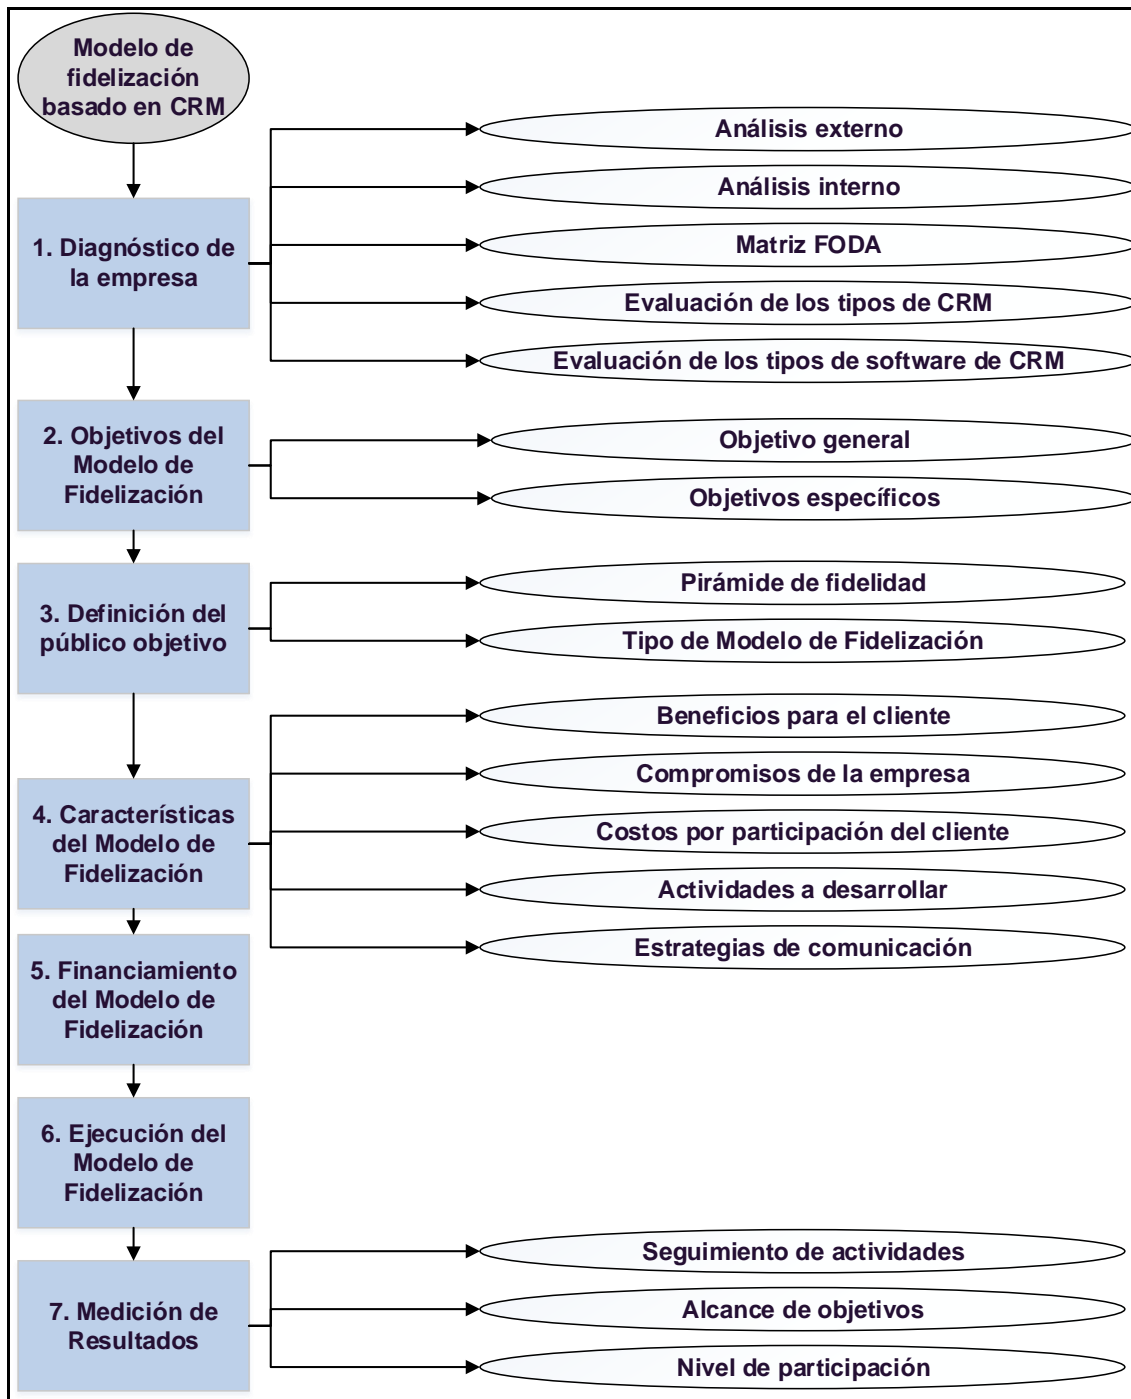 Modelo de
fidelización
basado en CRM
1. Diagnóstico de
la empresa
Análisis externo
Análisis interno
Matriz FODA
Evaluación de los tipos de CRM
Evaluación de los tipos de software de CRM
2. Objetivos del
Modelo de
Fidelización
Objetivo general
Objetivos específicos
3. Definición del
público objetivo
Pirámide de fidelidad
Tipo de Modelo de Fidelización
4. Característícas
del Modelo de
Fidelización
Beneficios para el cliente
Compromisos de la empresa
Costos por participación del cliente
Actividades a desarrollar
Estrategias de comunicación
5. Financiamiento
del Modelo de
Fidelización
6. Ejecución del
Modelo de
Fidelización
7. Medición de
Resultados
Seguimiento de actividades
Alcance de objetivos
Nivel de participación